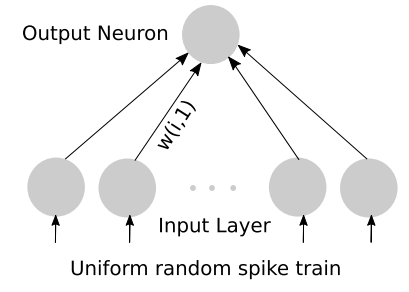 Output Neuron
w(i,1)
Input Layer
Uniform random spike train